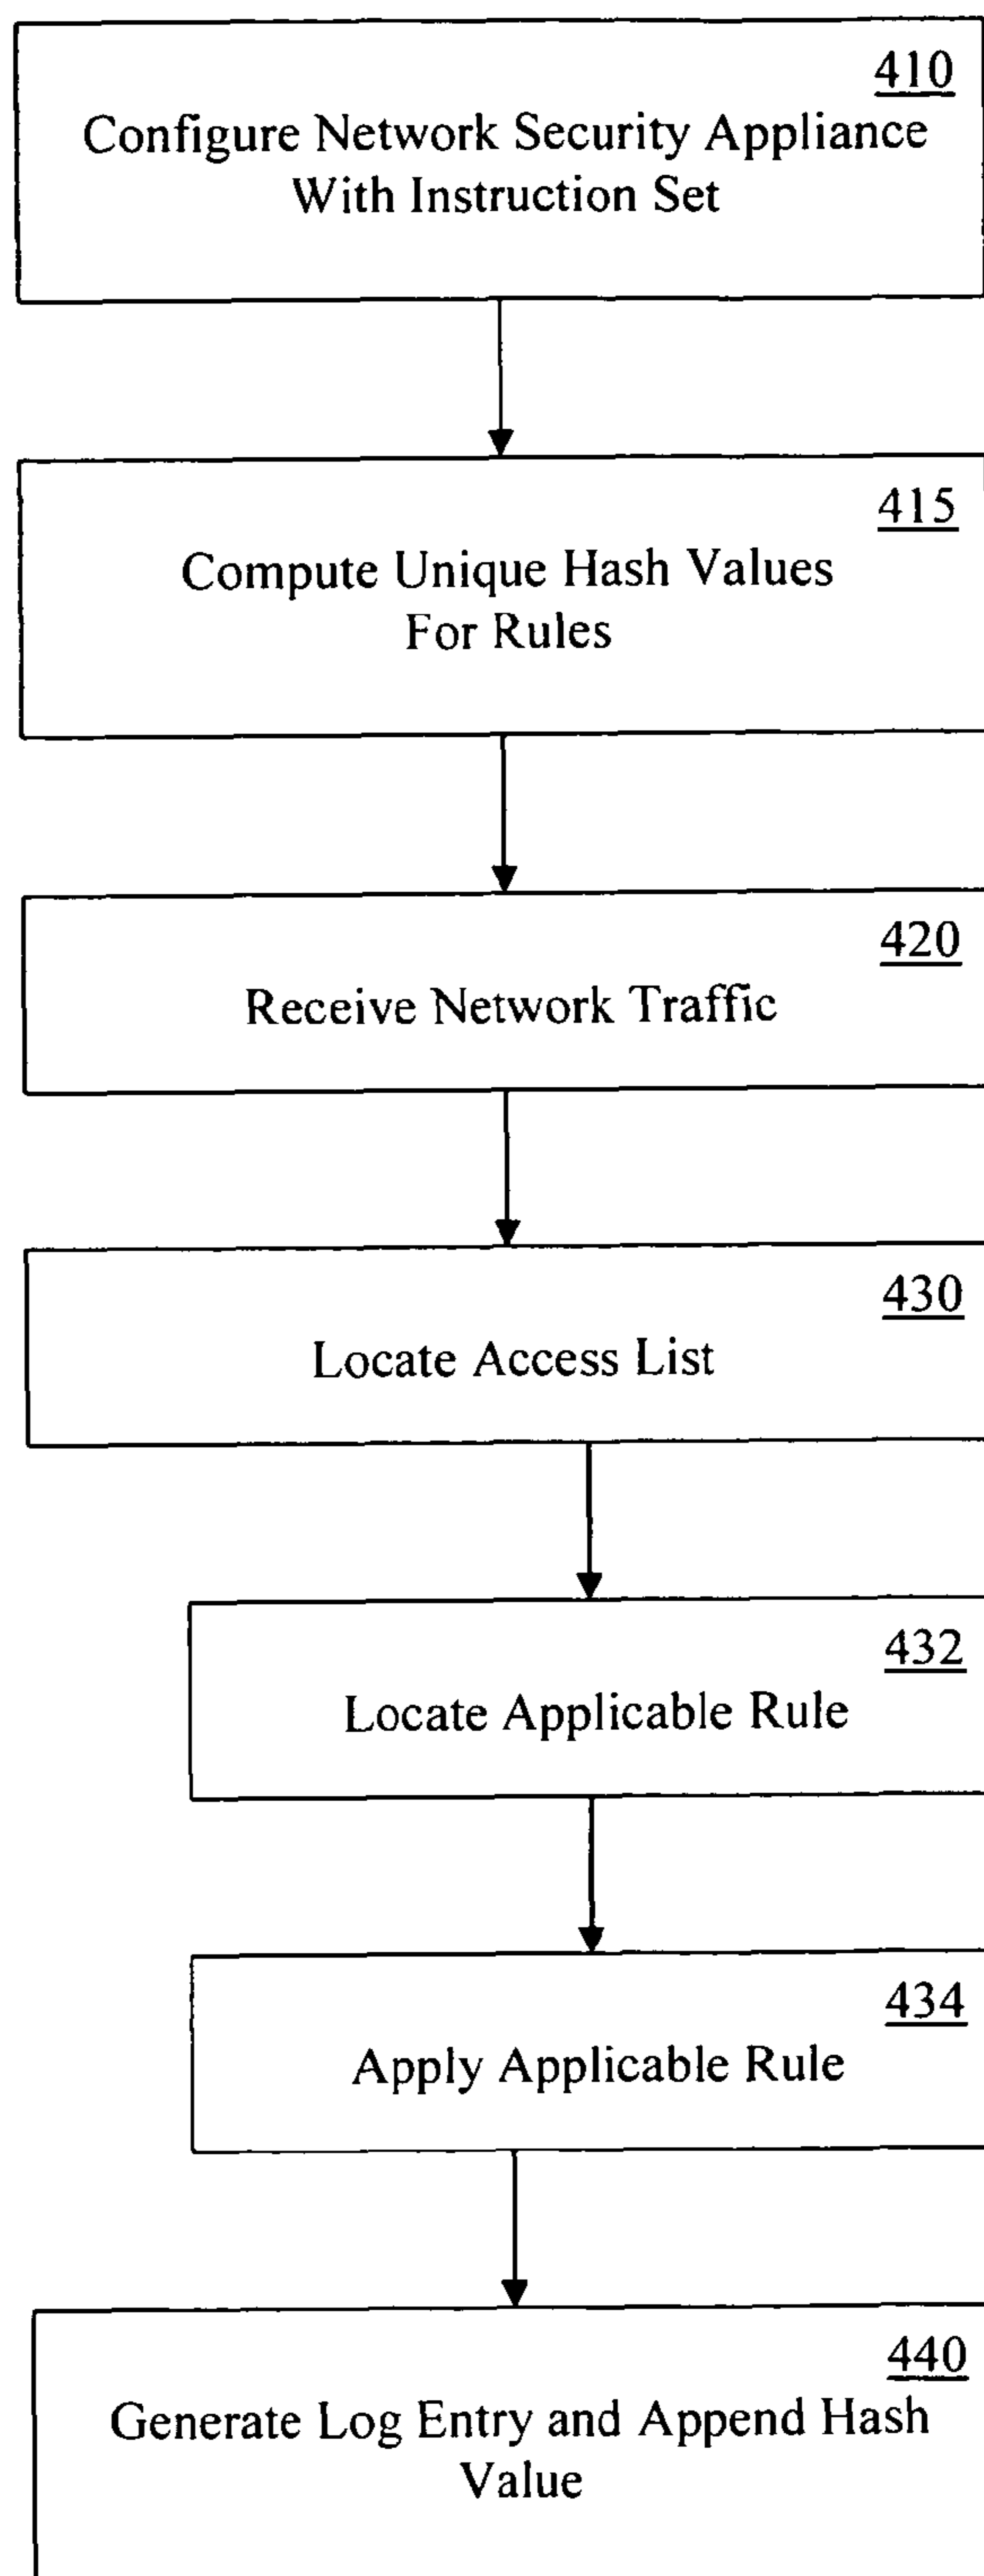 410
Configure Network Security Appliance
With Instruction Set
415
Compute Unique Hash Values
For Rules
420
Receive Network Traffic
430
Locate Access List
432
Locate Applicable Rule
434
Apply Applicable Rule
440
Generate Log Entry and Append Hash
Value